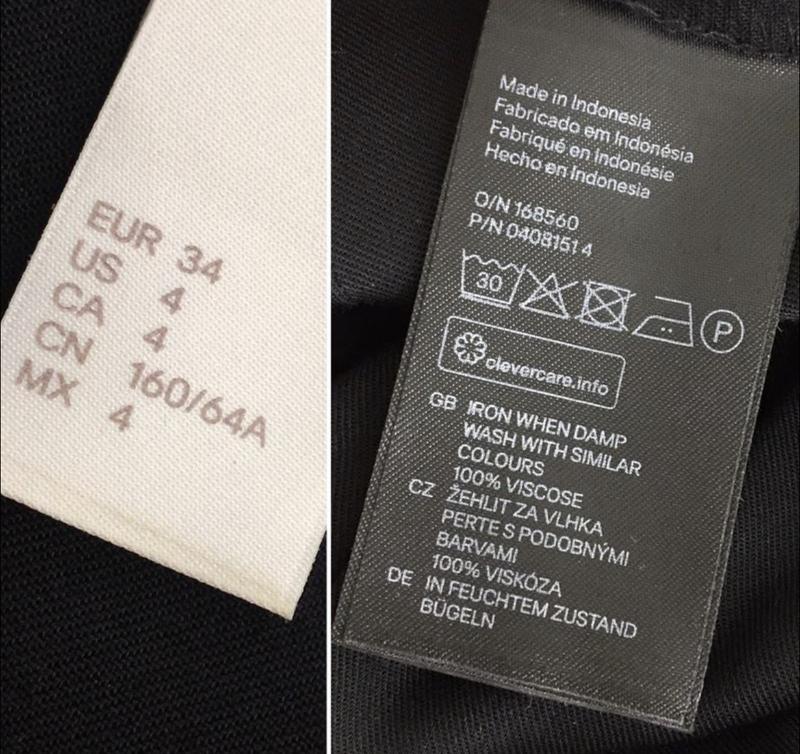 EUR 34
US 4
CA 4
CN 160/64A
MX 4
Made in Indonesia
Fabricado em Indonésia
Fabriqué en Indonésie
Hecho en Indonesia
O/N 168560
P/N 0408151 4
30
P
clevercare.info
GB IRON WHEN DAMP
WASH WITH SIMILAR
COLOURS
100% VISCOSE
CZ ŽEHLIT ZA VLHKA
PERTE S PODOBNÝMI
BARVAMI
100% VISKÓZA
DE IN FEUCHTEM ZUSTAND
BÜGELN